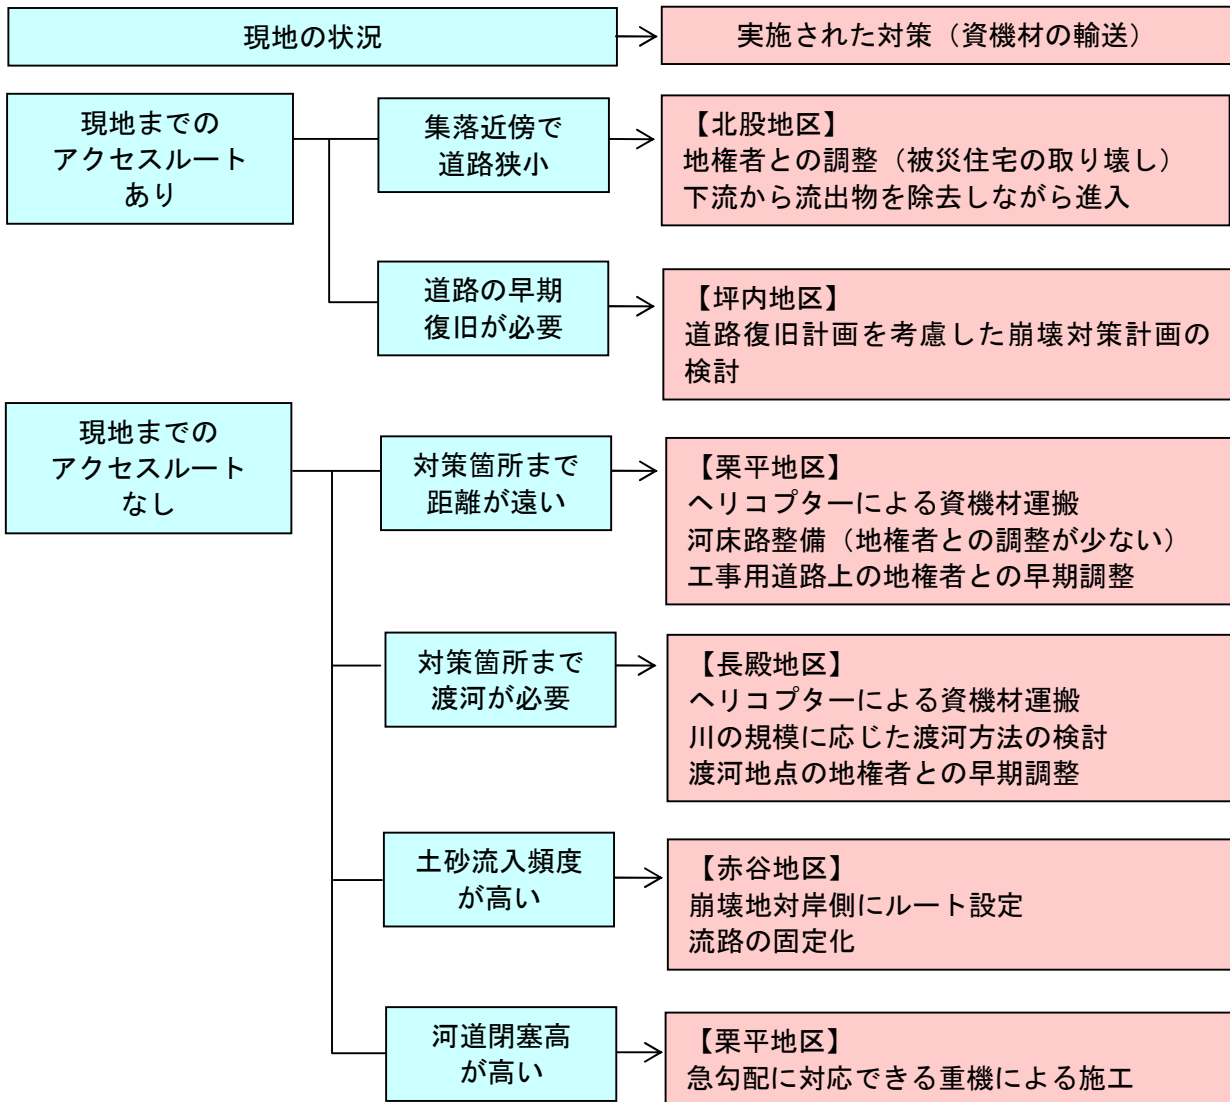 現地の状況
実施された対策（資機材の輸送）
現地までの
アクセスルート
あり
集落近傍で
道路狭小
【北股地区】
地権者との調整（被災住宅の取り壊し）
下流から流出物を除去しながら進入
道路の早期
復旧が必要
【坪内地区】
道路復旧計画を考慮した崩壊対策計画の
検討
現地までの
アクセスルート
なし
対策箇所まで
距離が遠い
【栗平地区】
ヘリコプターによる資機材運搬
河床路整備（地権者との調整が少ない）
工事用道路上の地権者との早期調整
対策箇所まで
渡河が必要
【長殿地区】
ヘリコプターによる資機材運搬
川の規模に応じた渡河方法の検討
渡河地点の地権者との早期調整
土砂流入頻度
が高い
【赤谷地区】
崩壊地対岸側にルート設定
流路の固定化
河道閉塞高
が高い
【栗平地区】
急勾配に対応できる重機による施工